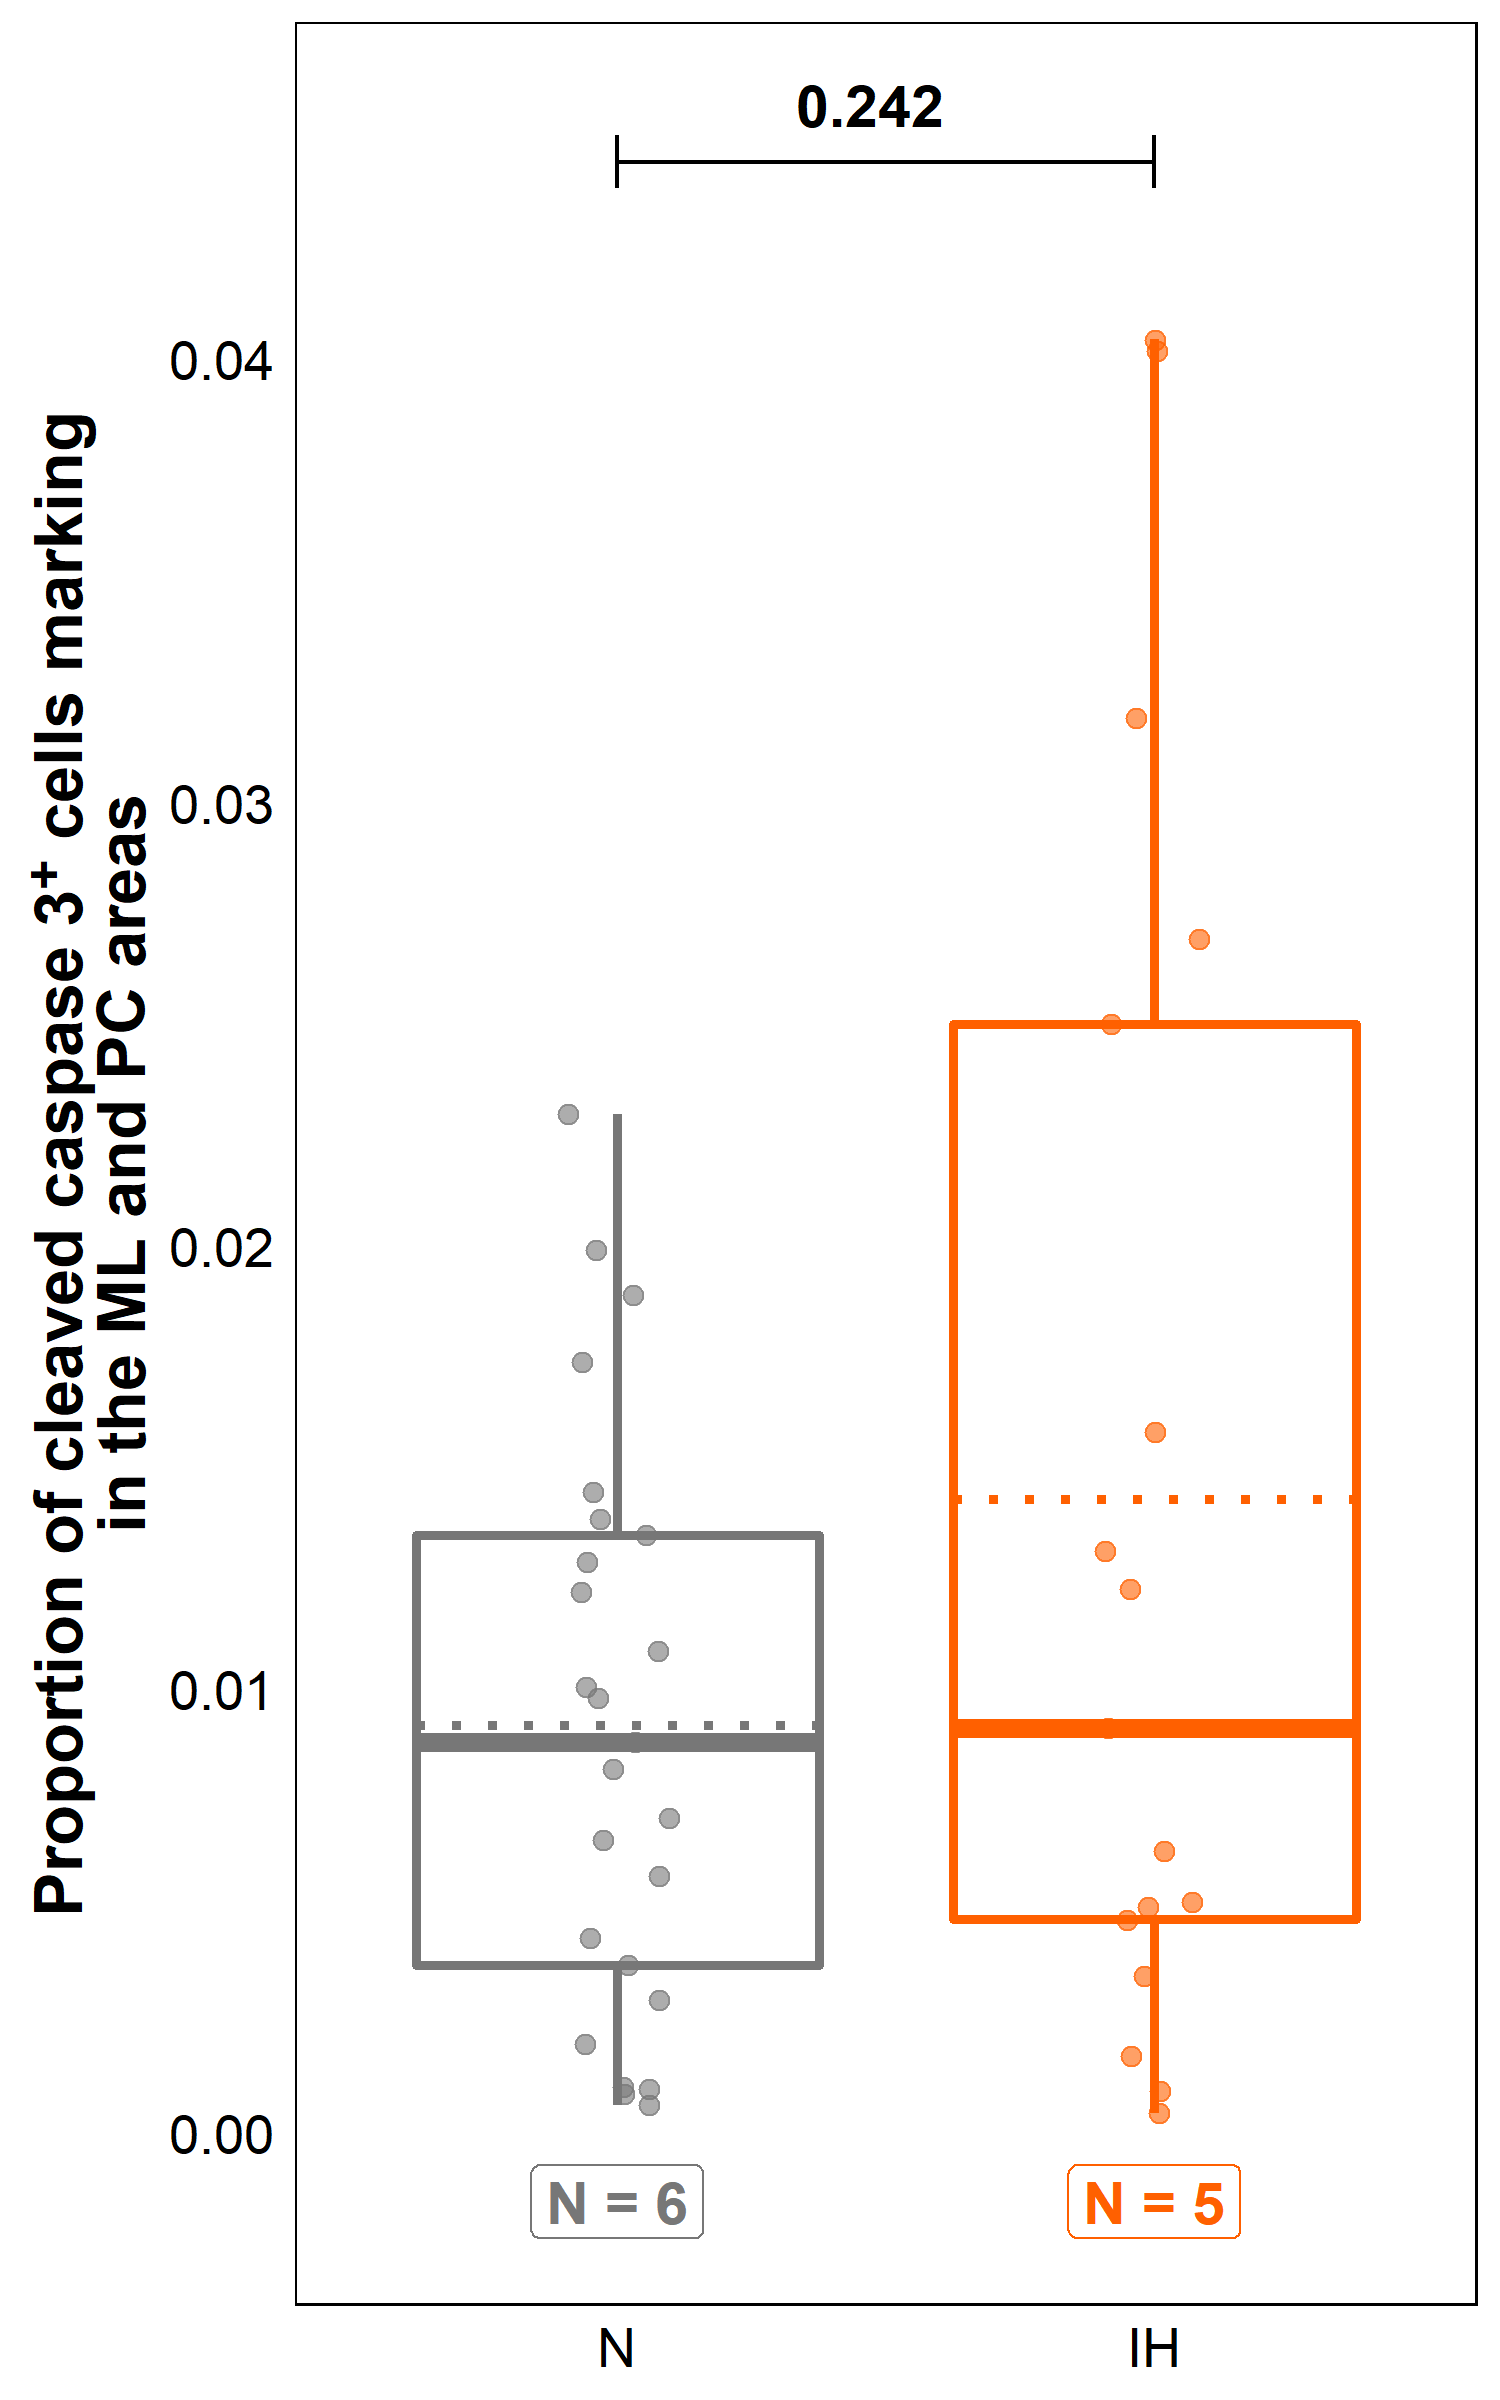 0.242
Proportion of cleaved caspase 3⁺ cells marking
in the ML and PC areas
0.04
0.03
0.02
0.01
0.00
N = 6
N = 5
N
IH